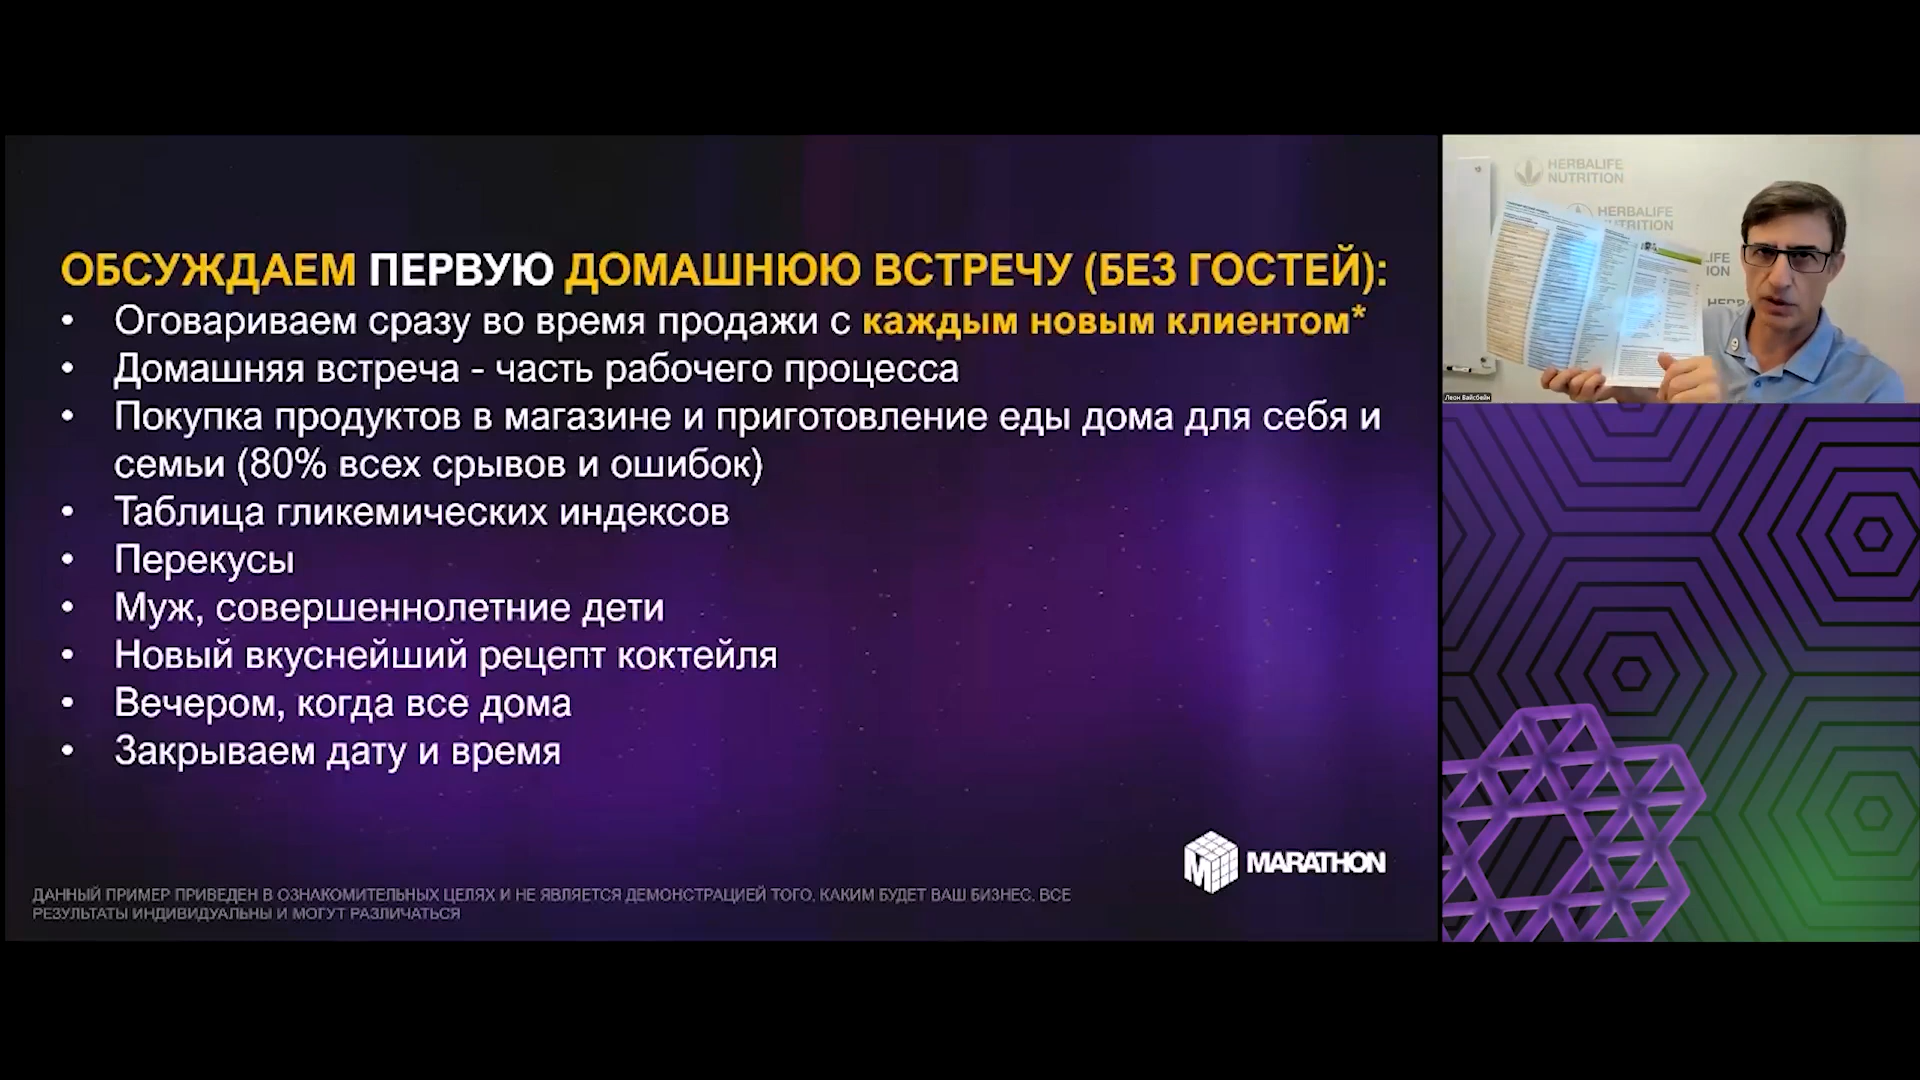 ОБСУЖДАЕМ ПЕРВУЮ ДОМАШНЮЮ ВСТРЕЧУ (БЕЗ ГОСТЕЙ):
• Оговариваем сразу во время продажи с каждым новым клиентом*
• Домашняя встреча - часть рабочего процесса
• Покупка продуктов в магазине и приготовление еды дома для себя и
семьи (80% всех срывов и ошибок)
• Таблица гликемических индексов
• Перекусы
• Муж, совершеннолетние дети
• Новый вкуснейший рецепт коктейля
• Вечером, когда все дома
• Закрываем дату и время
MARATHON
ДАННЫЙ ПРИМЕР ПРИВЕДЕН В ОЗНАКОМИТЕЛЬНЫХ ЦЕЛЯХ И НЕ ЯВЛЯЕТСЯ ДЕМОНСТРАЦИЕЙ ТОГО, КАКИМ БУДЕТ ВАШ БИЗНЕС. ВСЕ
РЕЗУЛЬТАТЫ ИНДИВИДУАЛЬНЫ И МОГУТ РАЗЛИЧАТЬСЯ
HERBALIFE
NUTRITION
HERBALIFE
NUTRITION
Леон Вайсбейн